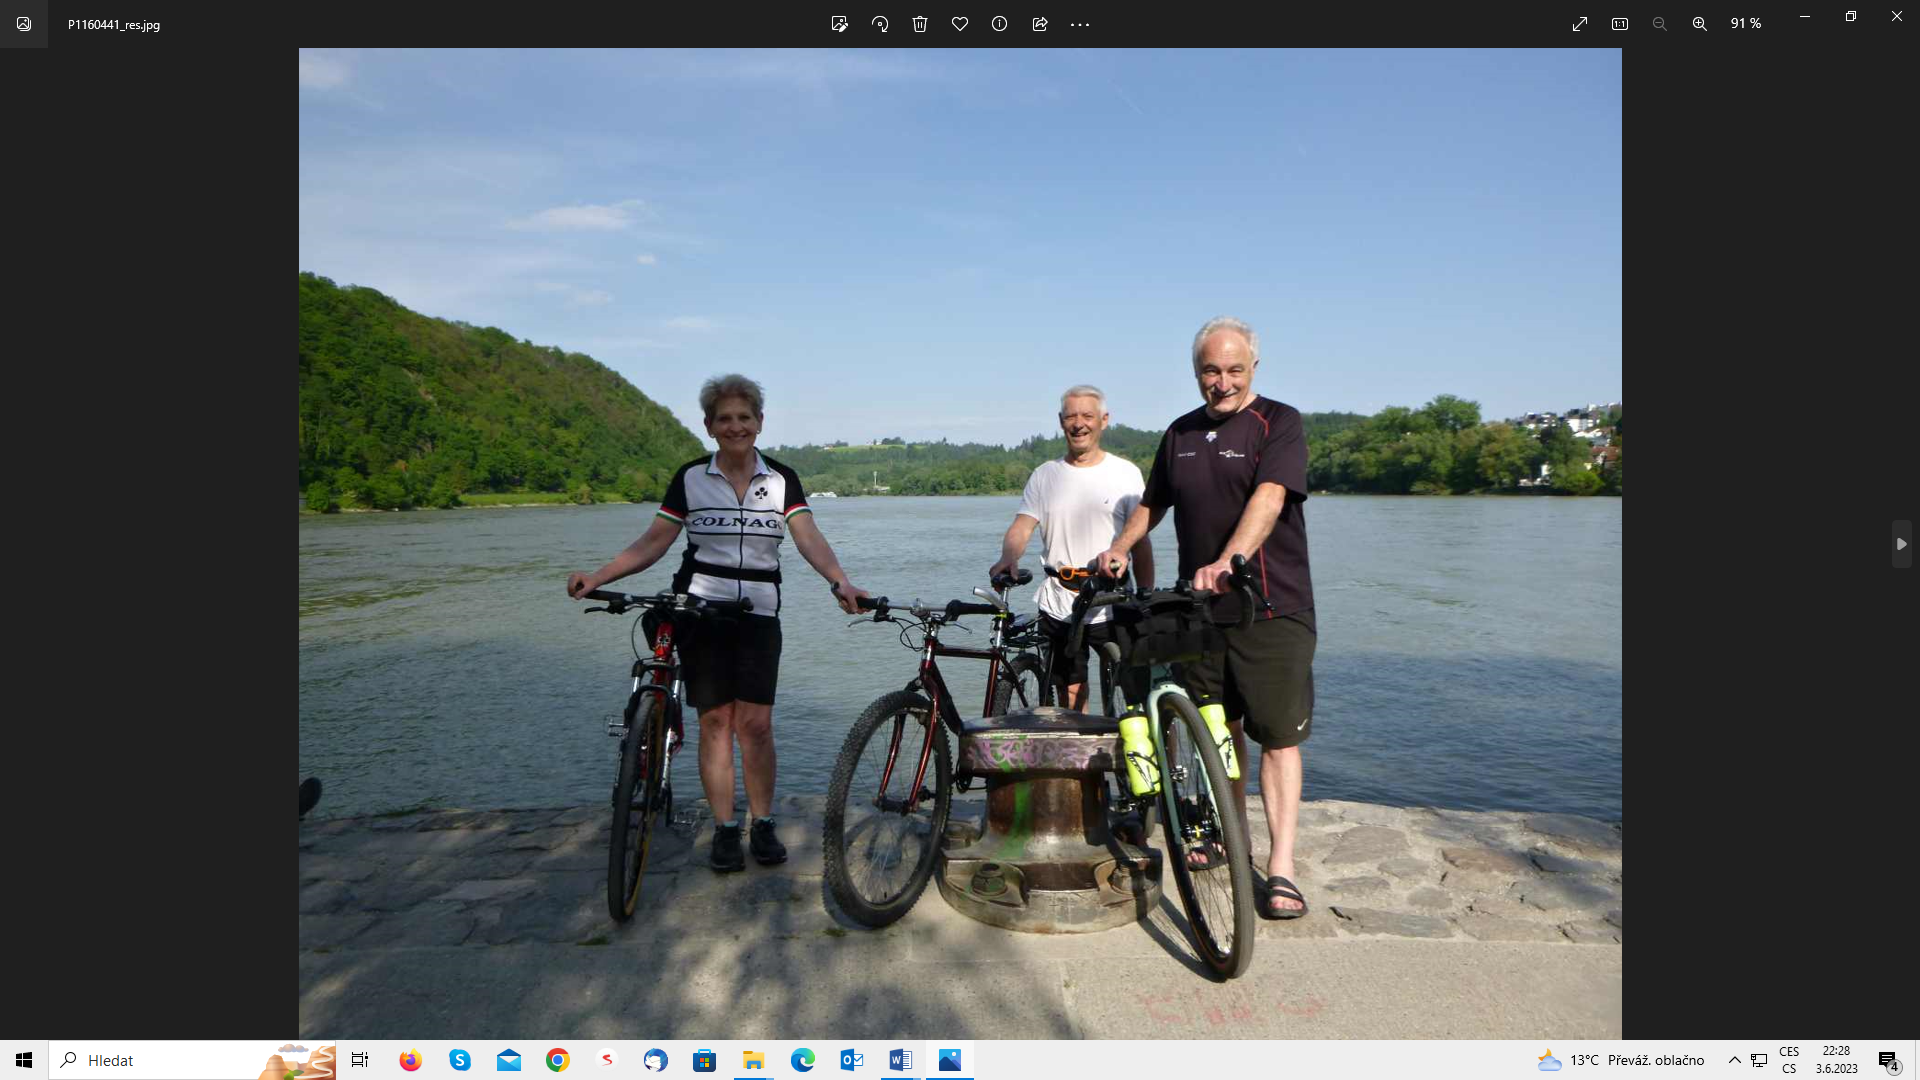 P1160441_res.jpg
91 %
COLNAGO
Hledat
13°C Převáž. oblačno
CES
CS
22:28
3.6.2023
4